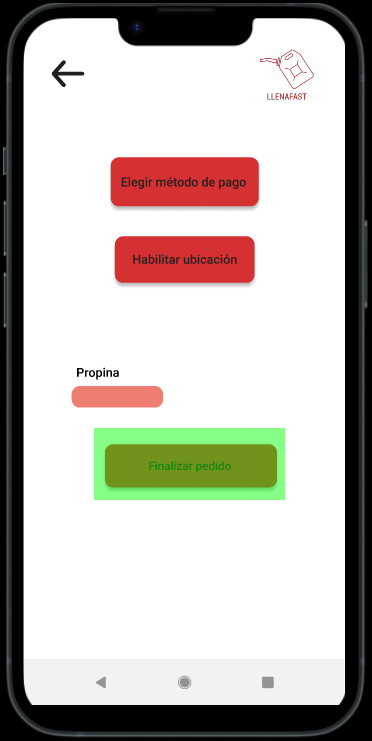 LLENAFAST
Elegir método de pago
Habilitar ubicación
Propina
Finalizar pedido